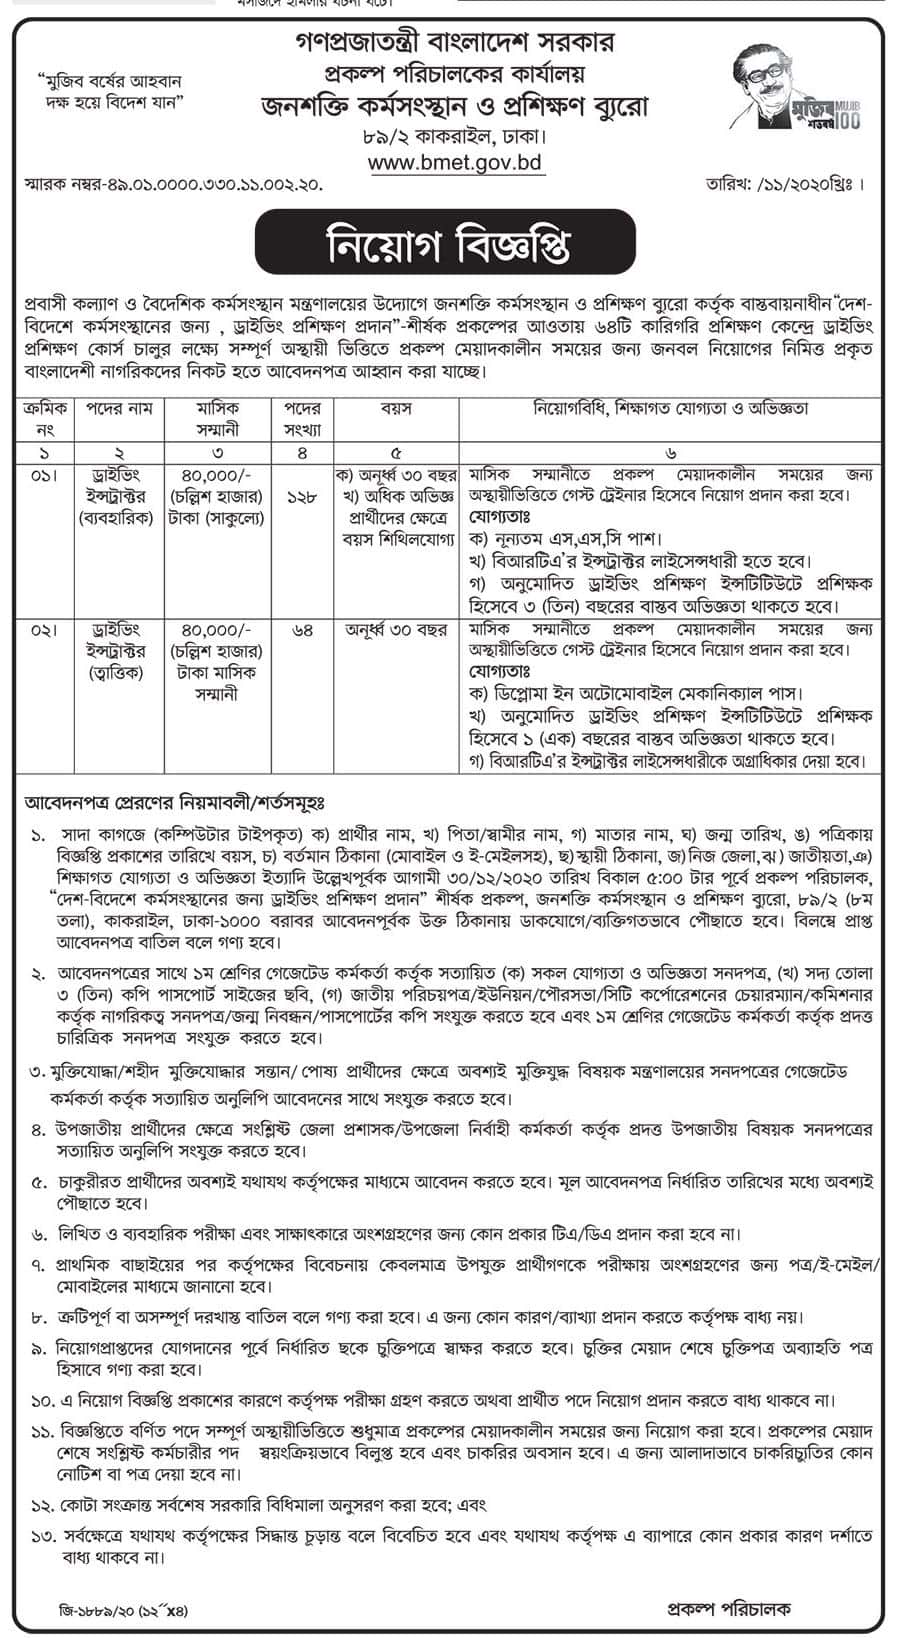 গণপ্রজাতন্ত্রী বাংলাদেশ সরকার
প্রকল্প পরিচালকের কার্যালয়
জনশক্তি কর্মসংস্থান ও প্রশিক্ষণ ব্যুরো
৮৯/২ কাকরাইল, ঢাকা।
www.bmet.gov.bd
“মুজিব বর্ষের আহবান
দক্ষ হয়ে বিদেশ যান”
মুজিব MUJIB
শতবর্ষ 100
স্মারক নম্বর-৪৯.০১.০০০০.৩৩০.১১.০০২.২০.
তারিখ: /১১/২০২০খ্রিঃ ।
নিয়োগ বিজ্ঞপ্তি
প্রবাসী কল্যাণ ও বৈদেশিক কর্মসংস্থান মন্ত্রণালয়ের উদ্যোগে জনশক্তি কর্মসংস্থান ও প্রশিক্ষণ ব্যুরো কর্তৃক বাস্তবায়নাধীন“দেশ-
বিদেশে কর্মসংস্থানের জন্য , ড্রাইভিং প্রশিক্ষণ প্রদান”-শীর্ষক প্রকল্পের আওতায় ৬৪টি কারিগরি প্রশিক্ষণ কেন্দ্রে ড্রাইভিং
প্রশিক্ষণ কোর্স চালুর লক্ষ্যে সম্পূর্ণ অস্থায়ী ভিত্তিতে প্রকল্প মেয়াদকালীন সময়ের জন্য জনবল নিয়োগের নিমিত্ত প্রকৃত
বাংলাদেশী নাগরিকদের নিকট হতে আবেদনপত্র আহ্বান করা যাচ্ছে।
ক্রমিক নং
পদের নাম
মাসিক সম্মানী
পদের সংখ্যা
বয়স
নিয়োগবিধি, শিক্ষাগত যোগ্যতা ও অভিজ্ঞতা
১ ২ ৩ ৪ ৫ ৬
০১।
ড্রাইভিং
ইন্সট্রাক্টর
(ব্যবহারিক)
৪০,০০০/-
(চল্লিশ হাজার)
টাকা (সাকুল্যে)
১২৮
ক) অনূর্ধ্ব ৩০ বছর
খ) অধিক অভিজ্ঞ
প্রার্থীদের ক্ষেত্রে
বয়স শিথিলযোগ্য
মাসিক সম্মানীতে প্রকল্প মেয়াদকালীন সময়ের জন্য
অস্থায়ীভিত্তিতে গেস্ট ট্রেইনার হিসেবে নিয়োগ প্রদান করা হবে।
যোগ্যতাঃ
ক) নূন্যতম এস,এস,সি পাশ।
খ) বিআরটিএ'র ইন্সট্রাক্টর লাইসেন্সধারী হতে হবে।
গ) অনুমোদিত ড্রাইভিং প্রশিক্ষণ ইন্সটিটিউটে প্রশিক্ষক
হিসেবে ৩ (তিন) বছরের বাস্তব অভিজ্ঞতা থাকতে হবে।
০২।
ড্রাইভিং
ইন্সট্রাক্টর
(ত্বাত্তিক)
৪০,০০০/-
(চল্লিশ হাজার)
টাকা মাসিক
সম্মানী
৬৪
অনূর্ধ্ব ৩০ বছর
মাসিক সম্মানীতে প্রকল্প মেয়াদকালীন সময়ের জন্য
অস্থায়ীভিত্তিতে গেস্ট ট্রেইনার হিসেবে নিয়োগ প্রদান করা হবে।
যোগ্যতাঃ
ক) ডিপ্লোমা ইন অটোমোবাইল মেকানিক্যাল পাস।
খ) অনুমোদিত ড্রাইভিং প্রশিক্ষণ ইন্সটিটিউটে প্রশিক্ষক
হিসেবে ১ (এক) বছরের বাস্তব অভিজ্ঞতা থাকতে হবে।
গ) বিআরটিএ'র ইন্সট্রাক্টর লাইসেন্সধারীকে অগ্রাধিকার দেয়া হবে।
আবেদনপত্র প্রেরণের নিয়মাবলী/শর্তসমূহঃ
১. সাদা কাগজে (কম্পিউটার টাইপকৃত) ক) প্রার্থীর নাম, খ) পিতা/স্বামীর নাম, গ) মাতার নাম, ঘ) জন্ম তারিখ, ঙ) পত্রিকায়
বিজ্ঞপ্তি প্রকাশের তারিখে বয়স, চ) বর্তমান ঠিকানা (মোবাইল ও ই-মেইলসহ), ছ) স্থায়ী ঠিকানা, জ) নিজ জেলা,ঝ) জাতীয়তা,ঞ)
শিক্ষাগত যোগ্যতা ও অভিজ্ঞতা ইত্যাদি উল্লেখপূর্বক আগামী ৩০/১২/২০২০ তারিখ বিকাল ৫:০০ টার পূর্বে প্রকল্প পরিচালক,
“দেশ-বিদেশে কর্মসংস্থানের জন্য ড্রাইভিং প্রশিক্ষণ প্রদান” শীর্ষক প্রকল্প, জনশক্তি কর্মসংস্থান ও প্রশিক্ষণ ব্যুরো, ৮৯/২ (৮ম
তলা), কাকরাইল, ঢাকা-১০০০ বরাবর আবেদনপূর্বক উক্ত ঠিকানায় ডাকযোগে/ব্যক্তিগতভাবে পৌছাতে হবে। বিলম্বে প্রাপ্ত
আবেদনপত্র বাতিল বলে গণ্য হবে।
২. আবেদনপত্রের সাথে ১ম শ্রেণির গেজেটেড কর্মকর্তা কর্তৃক সত্যায়িত (ক) সকল যোগ্যতা ও অভিজ্ঞতা সনদপত্র, (খ) সদ্য তোলা
৩ (তিন) কপি পাসপোর্ট সাইজের ছবি, (গ) জাতীয় পরিচয়পত্র/ইউনিয়ন/পৌরসভা/সিটি কর্পোরেশনের চেয়ারম্যান/কমিশনার
কর্তৃক নাগরিকত্ব সনদপত্র/জন্ম নিবন্ধন/পাসপোর্টের কপি সংযুক্ত করতে হবে এবং ১ম শ্রেণির গেজেটেড কর্মকর্তা কর্তৃক প্রদত্ত
চারিত্রিক সনদপত্র সংযুক্ত করতে হবে।
৩. মুক্তিযোদ্ধা/শহীদ মুক্তিযোদ্ধার সন্তান/ পোষ্য প্রার্থীদের ক্ষেত্রে অবশ্যই মুক্তিযুদ্ধ বিষয়ক মন্ত্রণালয়ের সনদপত্রের গেজেটেড
কর্মকর্তা কর্তৃক সত্যায়িত অনুলিপি আবেদনের সাথে সংযুক্ত করতে হবে।
৪. উপজাতীয় প্রার্থীদের ক্ষেত্রে সংশ্লিষ্ট জেলা প্রশাসক/উপজেলা নির্বাহী কর্মকর্তা কর্তৃক প্রদত্ত উপজাতীয় বিষয়ক সনদপত্রের
সত্যায়িত অনুলিপি সংযুক্ত করতে হবে।
৫. চাকুরীরত প্রার্থীদের অবশ্যই যথাযথ কর্তৃপক্ষের মাধ্যমে আবেদন করতে হবে। মূল আবেদনপত্র নির্ধারিত তারিখের মধ্যে অবশ্যই
পৌছাতে হবে।
৬. লিখিত ও ব্যবহারিক পরীক্ষা এবং সাক্ষাৎকারে অংশগ্রহণের জন্য কোন প্রকার টিএ/ডিএ প্রদান করা হবে না।
৭. প্রাথমিক বাছাইয়ের পর কর্তৃপক্ষের বিবেচনায় কেবলমাত্র উপযুক্ত প্রার্থীগণকে পরীক্ষায় অংশগ্রহণের জন্য পত্র/ই-মেইল/
মোবাইলের মাধ্যমে জানানো হবে।
৮. ক্রটিপূর্ণ বা অসম্পূর্ণ দরখাস্ত বাতিল বলে গণ্য করা হবে। এ জন্য কোন কারণ/ব্যাখ্যা প্রদান করতে কর্তৃপক্ষ বাধ্য নয়।
৯. নিয়োগপ্রাপ্তদের যোগদানের পূর্বে নির্ধারিত ছকে চুক্তিপত্রে স্বাক্ষর করতে হবে। চুক্তির মেয়াদ শেষে চুক্তিপত্র অব্যাহতি পত্র
হিসাবে গণ্য করা হবে।
১০. এ নিয়োগ বিজ্ঞপ্তি প্রকাশের কারণে কর্তৃপক্ষ পরীক্ষা গ্রহণ করতে অথবা প্রার্থীত পদে নিয়োগ প্রদান করতে বাধ্য থাকবে না।
১১. বিজ্ঞপ্তিতে বর্ণিত পদে সম্পূর্ণ অস্থায়ীভিত্তিতে শুধুমাত্র প্রকল্পের মেয়াদকালীন সময়ের জন্য নিয়োগ করা হবে। প্রকল্পের মেয়াদ
শেষে সংশ্লিষ্ট কর্মচারীর পদ স্বয়ংক্রিয়ভাবে বিলুপ্ত হবে এবং চাকরির অবসান হবে। এ জন্য আলাদাভাবে চাকরিচ্যুতির কোন
নোটিশ বা পত্র দেয়া হবে না।
১২. কোটা সংক্রান্ত সর্বশেষ সরকারি বিধিমালা অনুসরণ করা হবে; এবং
১৩. সর্বক্ষেত্রে যথাযথ কর্তৃপক্ষের সিদ্ধান্ত চূড়ান্ত বলে বিবেচিত হবে এবং যথাযথ কর্তৃপক্ষ এ ব্যাপারে কোন প্রকার কারণ দর্শাতে
বাধ্য থাকবে না।
জি-১৮৮৯/২০ (১২˝x৪)
প্রকল্প পরিচালক